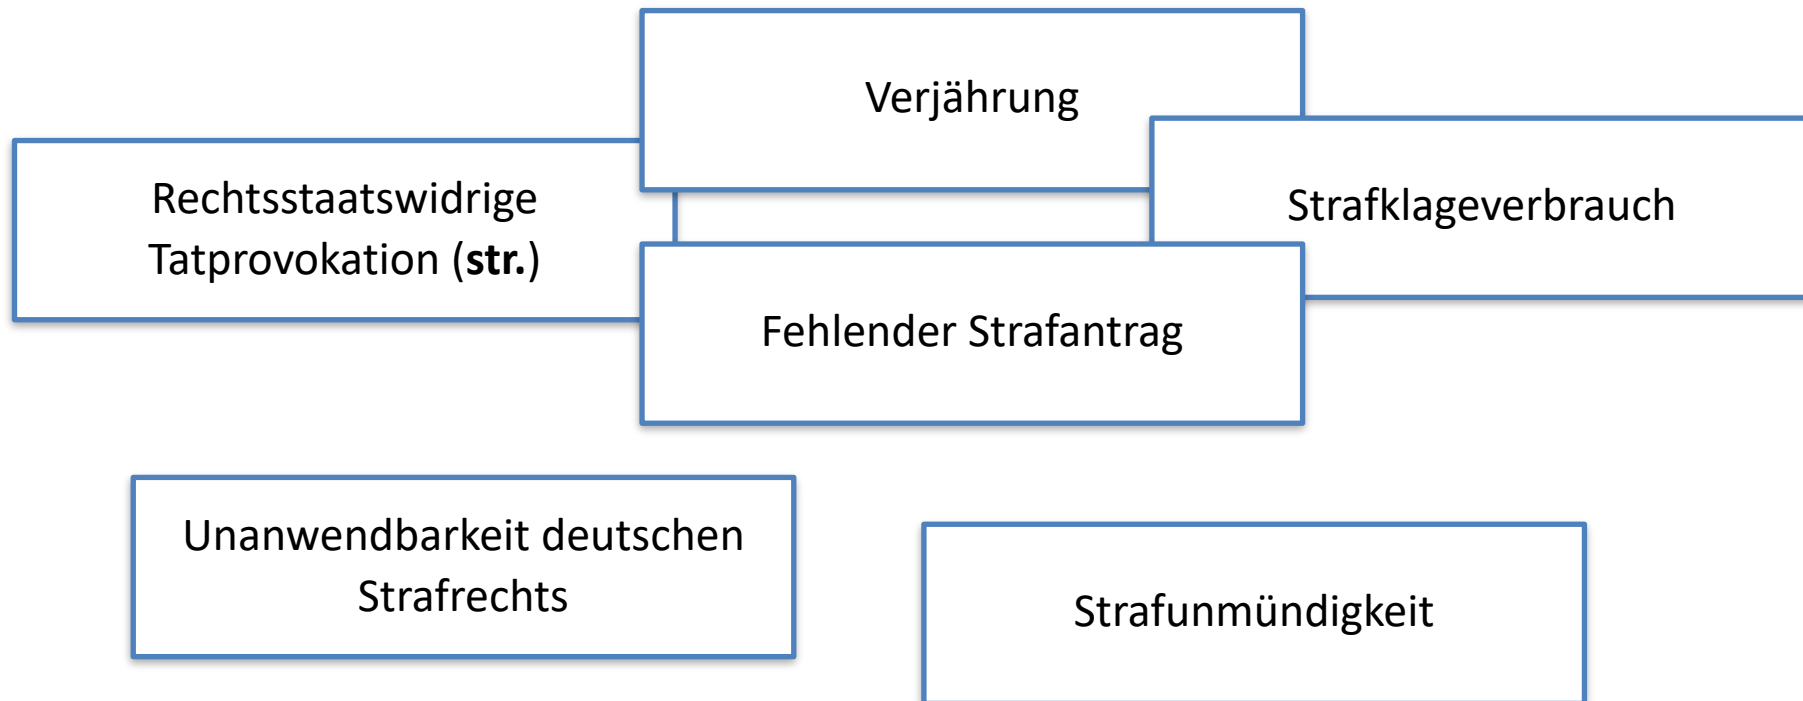 Verjährung
Rechtsstaatswidrige
Tatprovokation (str.)
Strafklageverbrauch
Fehlender Strafantrag
Unanwendbarkeit deutschen
Strafrechts
Strafunmündigkeit